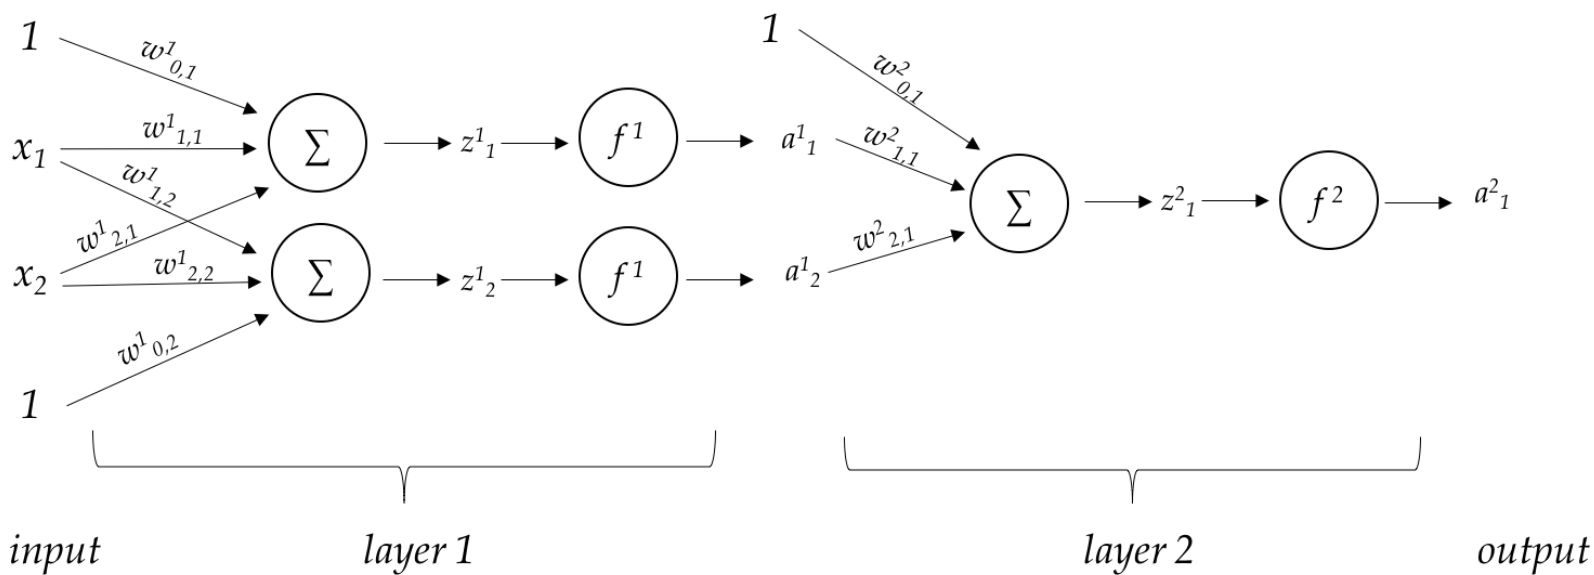 1
w¹₀,₁
1
w²₀,₁
x₁
w¹₁,₁
∑
z¹₁
f¹
a¹₁
w²₁,₁
w¹₁,₂
∑
z²₁
f²
a²₁
w¹₂,₁
w²₂,₁
x₂
w¹₂,₂
∑
z¹₂
f¹
a¹₂
w¹₀,₂
1
input
layer 1
layer 2
output